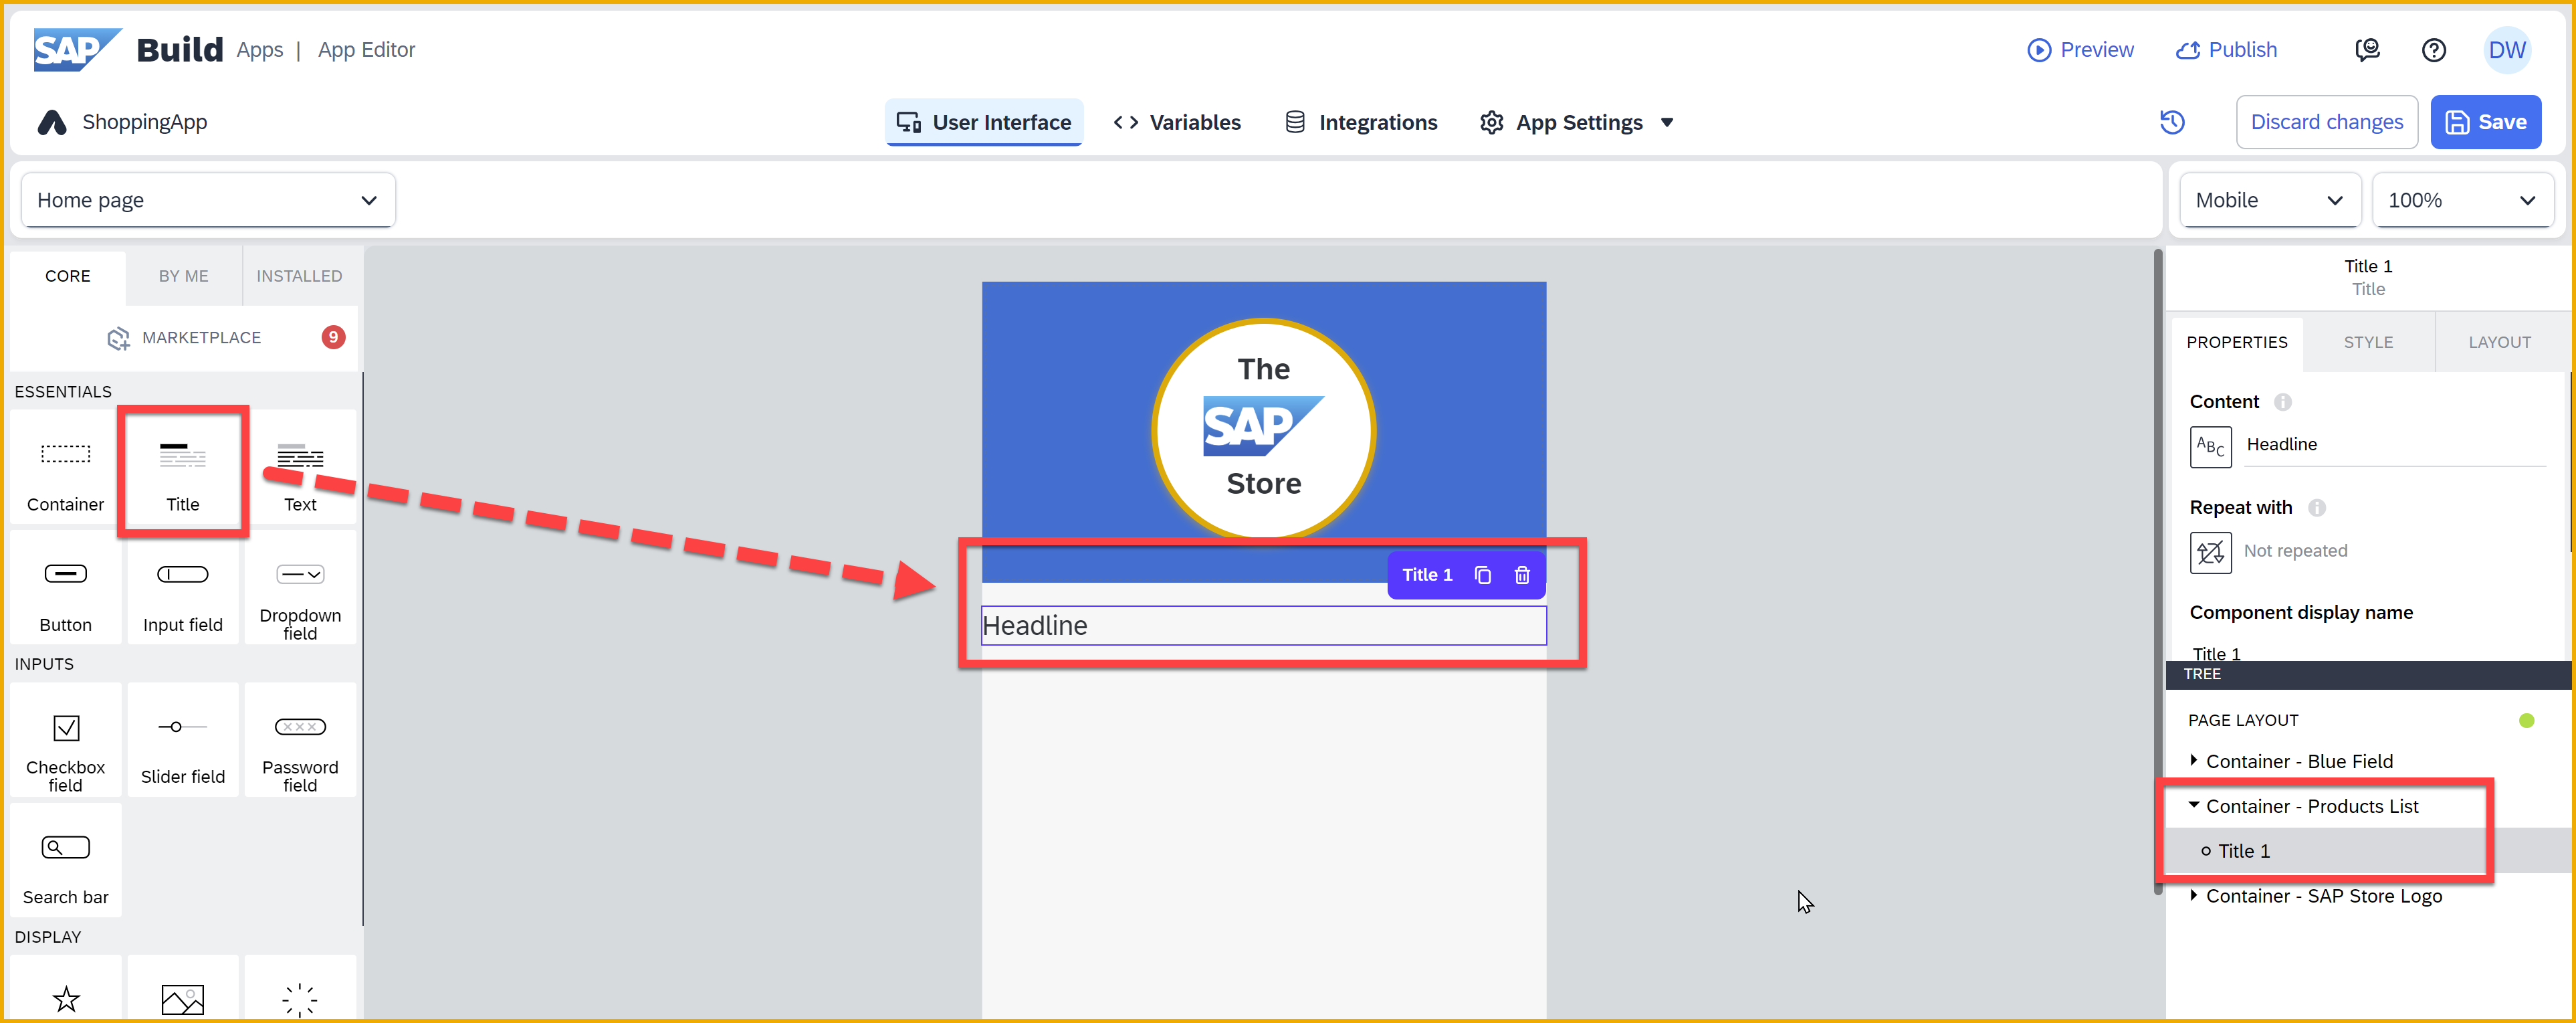 SAP Build Apps | App Editor
Preview
Publish
DW
ShoppingApp
User Interface
Variables
Integrations
App Settings
Discard changes
Save
Home page
Mobile
100%
CORE
BY ME
INSTALLED
MARKETPLACE
9
ESSENTIALS
Container
Title
Text
Button
Input field
Dropdown
field
INPUTS
Checkbox
field
Slider field
Password
field
Search bar
DISPLAY
The
SAP
Store
Title 1
Headline
Title 1
Title
PROPERTIES
STYLE
LAYOUT
Content
ABC
Headline
Repeat with
Not repeated
Component display name
Title 1
TREE
PAGE LAYOUT
Container - Blue Field
Container - Products List
Title 1
Container - SAP Store Logo